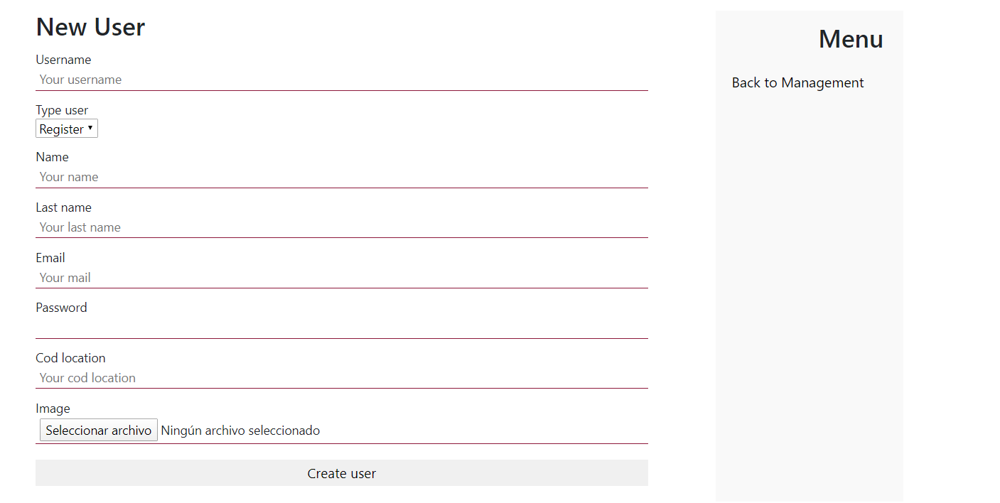 New User
Username
Your username
Type user
Register
Name
Your name
Last name
Your last name
Email
Your mail
Password
Cod location
Your cod location
Image
Seleccionar archivo Ningún archivo seleccionado
Create user
Menu
Back to Management